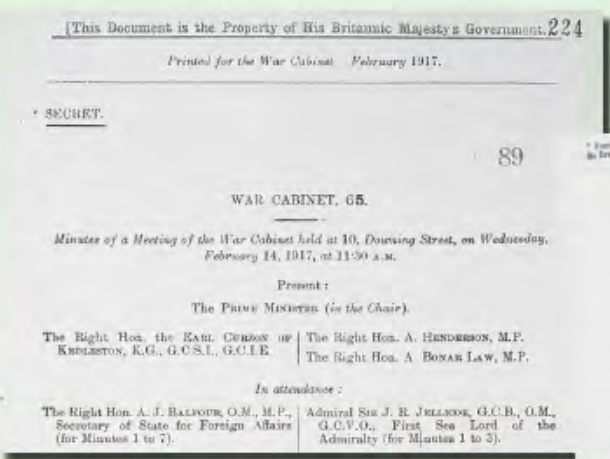 [This Document is the Property of His Britannic Majesty's Government. 224
Printed for the War Cabinet. February 1917.
SECRET.
89
WAR CABINET, 65.
Minutes of a Meeting of the War Cabinet held at 10, Downing Street, on Wednesday,
February 14, 1917, at 11·30 A.M.
Present:
The PRIME MINISTER (in the Chair).
The Right Hon. the EARL CURZON OF
KEDLESTON, K.G., G.C.S.I., G.C.I.E.
The Right Hon. A. HENDERSON, M.P.
The Right Hon. A. BONAR LAW, M.P.
In attendance:
The Right Hon. A. J. BALFOUR, O.M., M.P.,
Secretary of State for Foreign Affairs
(for Minutes 1 to 7).
Admiral SIR J. R. JELLICOE, G.C.B., O.M.,
G.C.V.O., First Sea Lord of the
Admiralty (for Minutes 1 to 3).